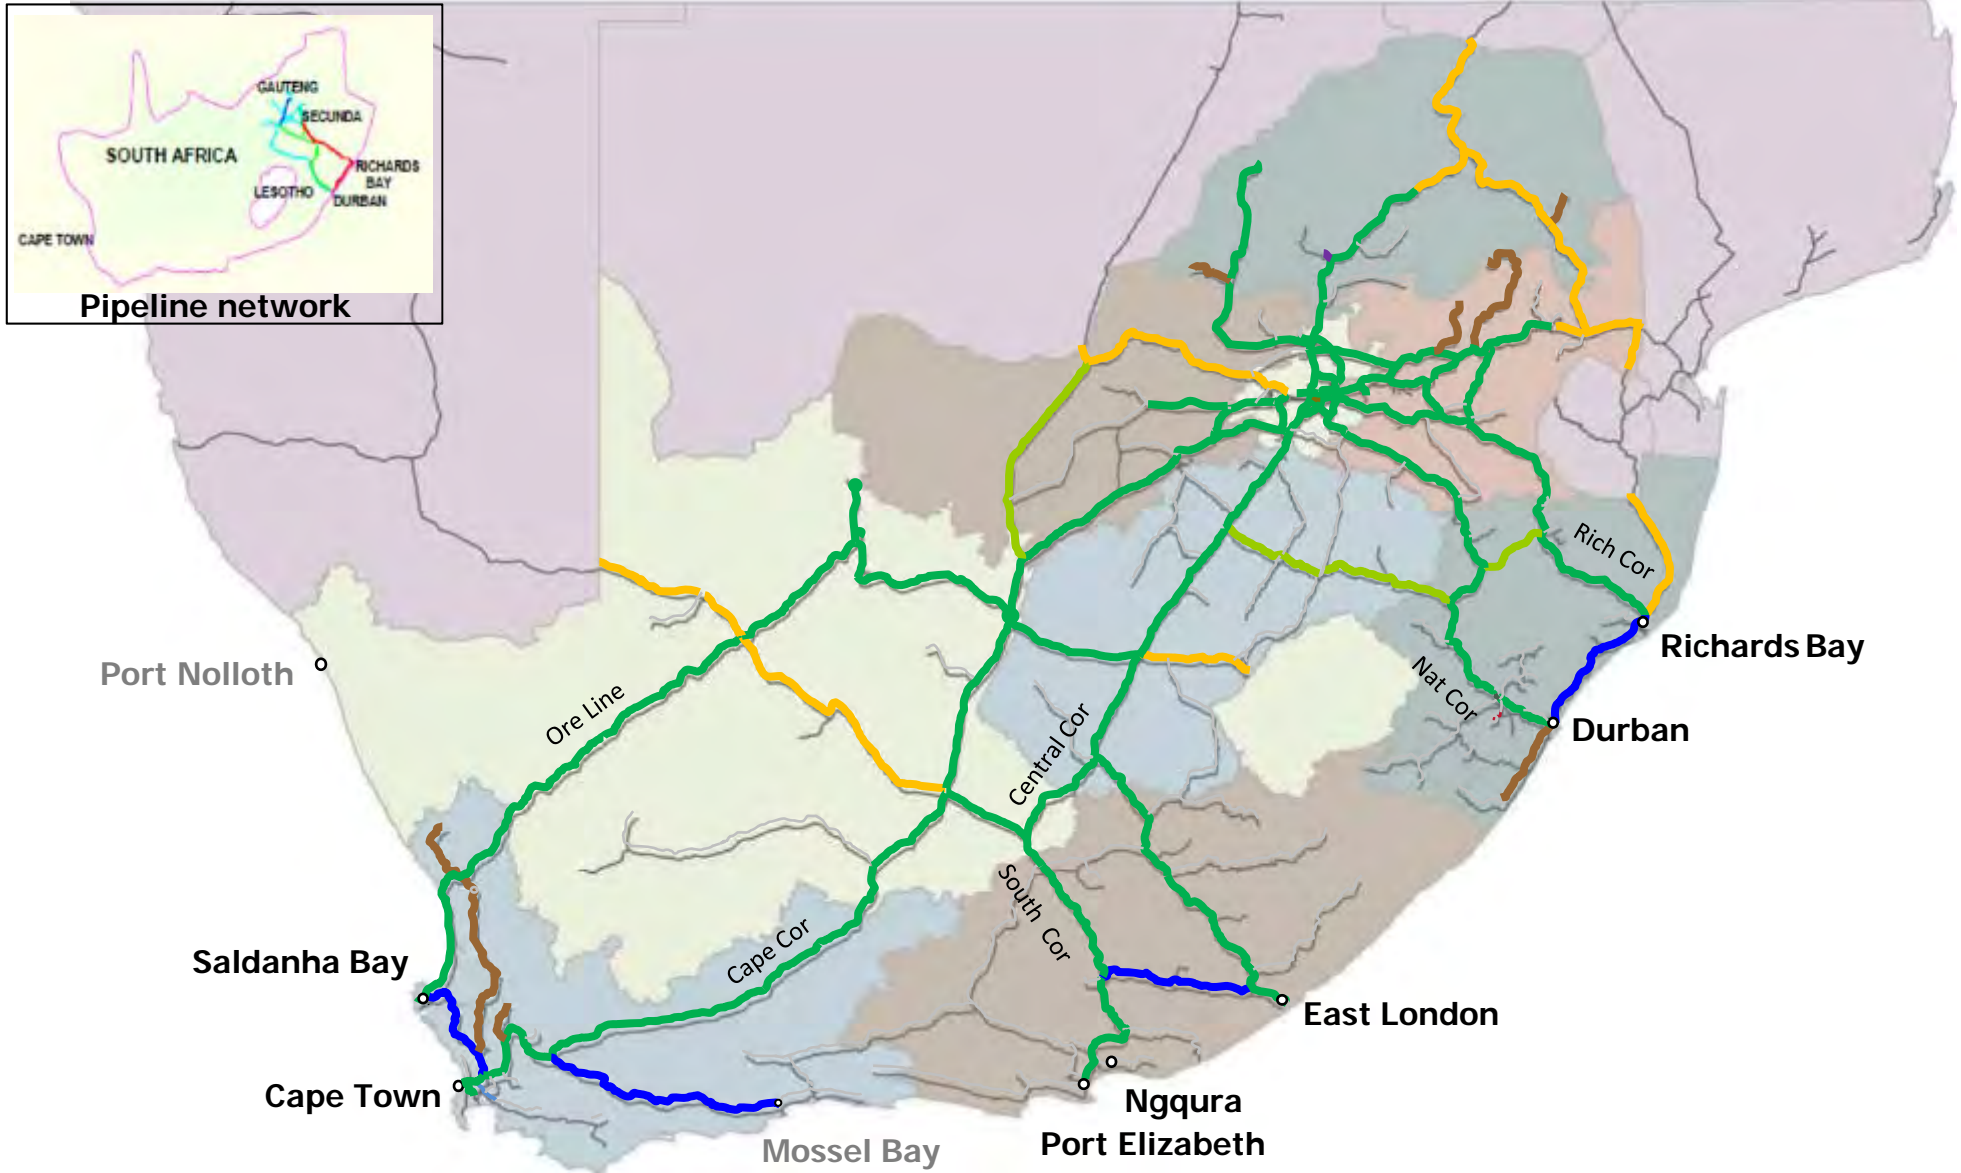 GAUTENG
SECUNDA
SOUTH AFRICA
RICHARDS
BAY
LESOTHO
DURBAN
CAPE TOWN
Pipeline network
Rich Cor
Richards Bay
Port Nolloth
Nat Cor
Ore Line
Durban
Central Cor
South Cor
Cape Cor
Saldanha Bay
East London
Cape Town
Ngqura
Port Elizabeth
Mossel Bay